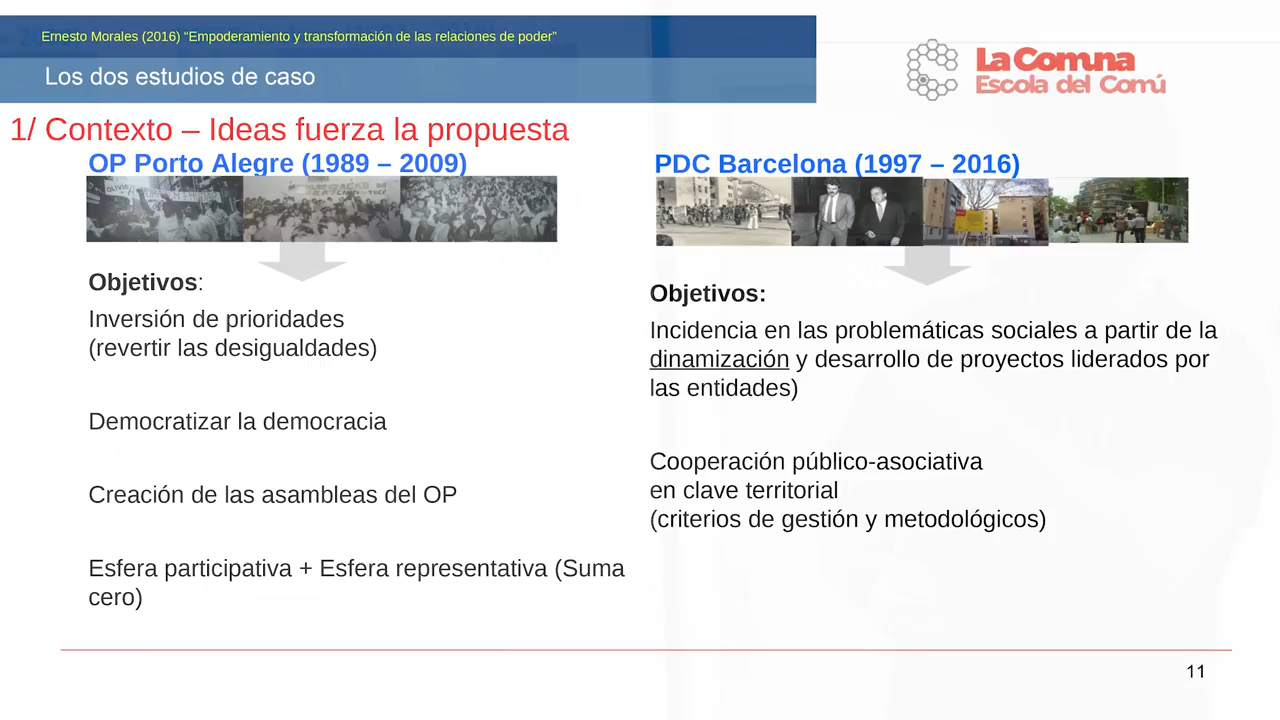 Ernesto Morales (2016) “Empoderamiento y transformación de las relaciones de poder”
Los dos estudios de caso
La Comuna
Escola del Comú
1/ Contexto – Ideas fuerza la propuesta
OP Porto Alegre (1989 – 2009)
Objetivos:
Inversión de prioridades
(revertir las desigualdades)
Democratizar la democracia
Creación de las asambleas del OP
Esfera participativa + Esfera representativa (Suma
cero)
PDC Barcelona (1997 – 2016)
Objetivos:
Incidencia en las problemáticas sociales a partir de la
dinamización y desarrollo de proyectos liderados por
las entidades)
Cooperación público-asociativa
en clave territorial
(criterios de gestión y metodológicos)
11